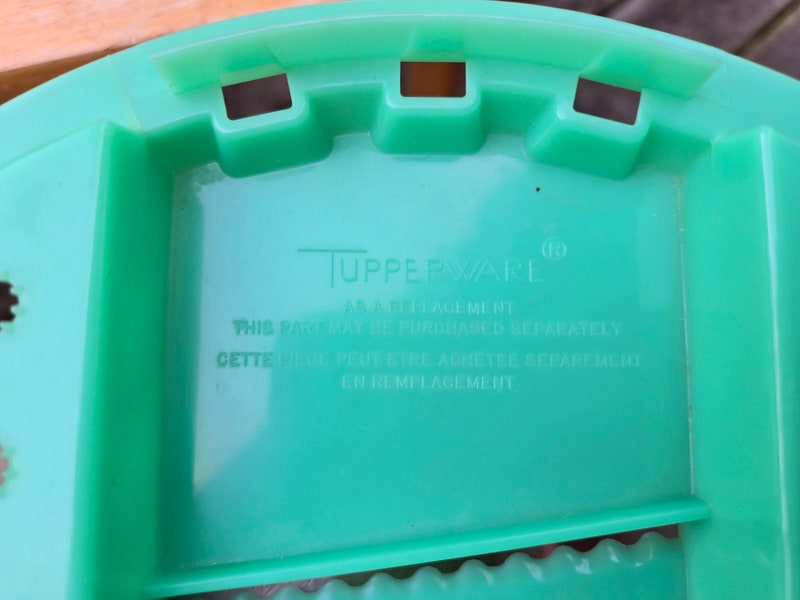 TUPPERWARE®
AS A REPLACEMENT
THIS PART MAY BE PURCHASED SEPARATELY
CETTE PIECE PEUT ETRE ACHETEE SEPAREMENT
EN REMPLACEMENT